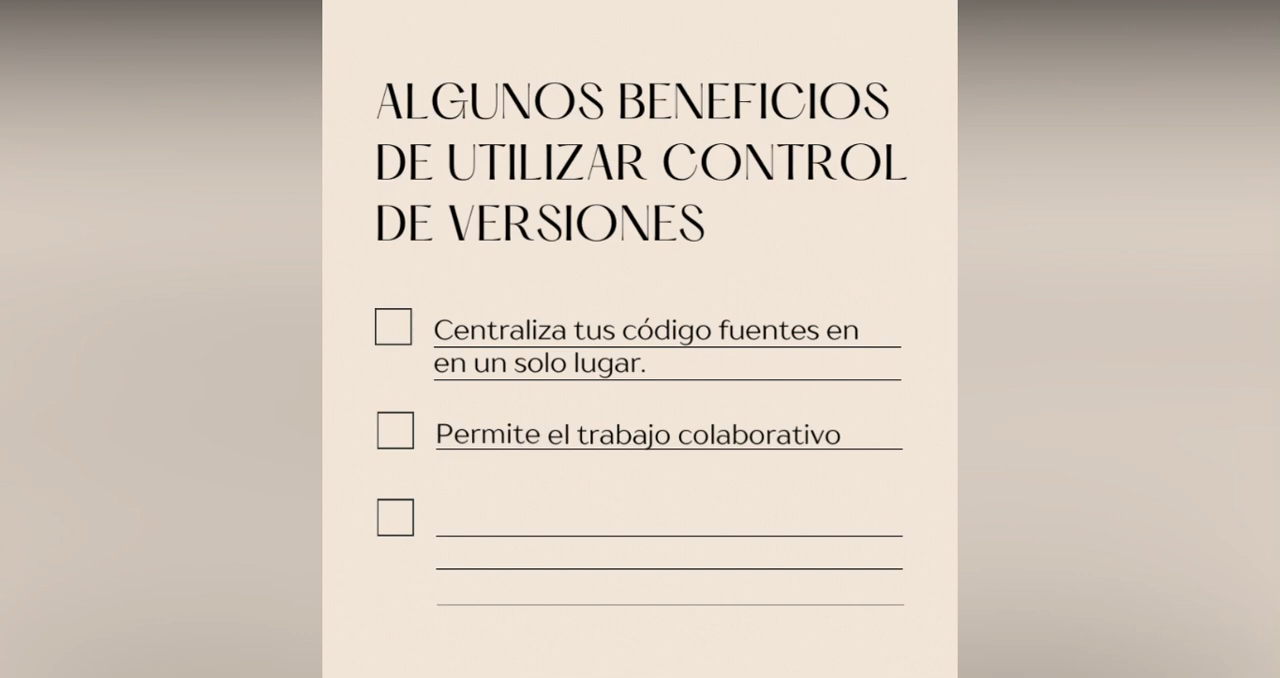 ALGUNOS BENEFICIOS
DE UTILIZAR CONTROL
DE VERSIONES
Centraliza tus código fuentes en
en un solo lugar.
Permite el trabajo colaborativo